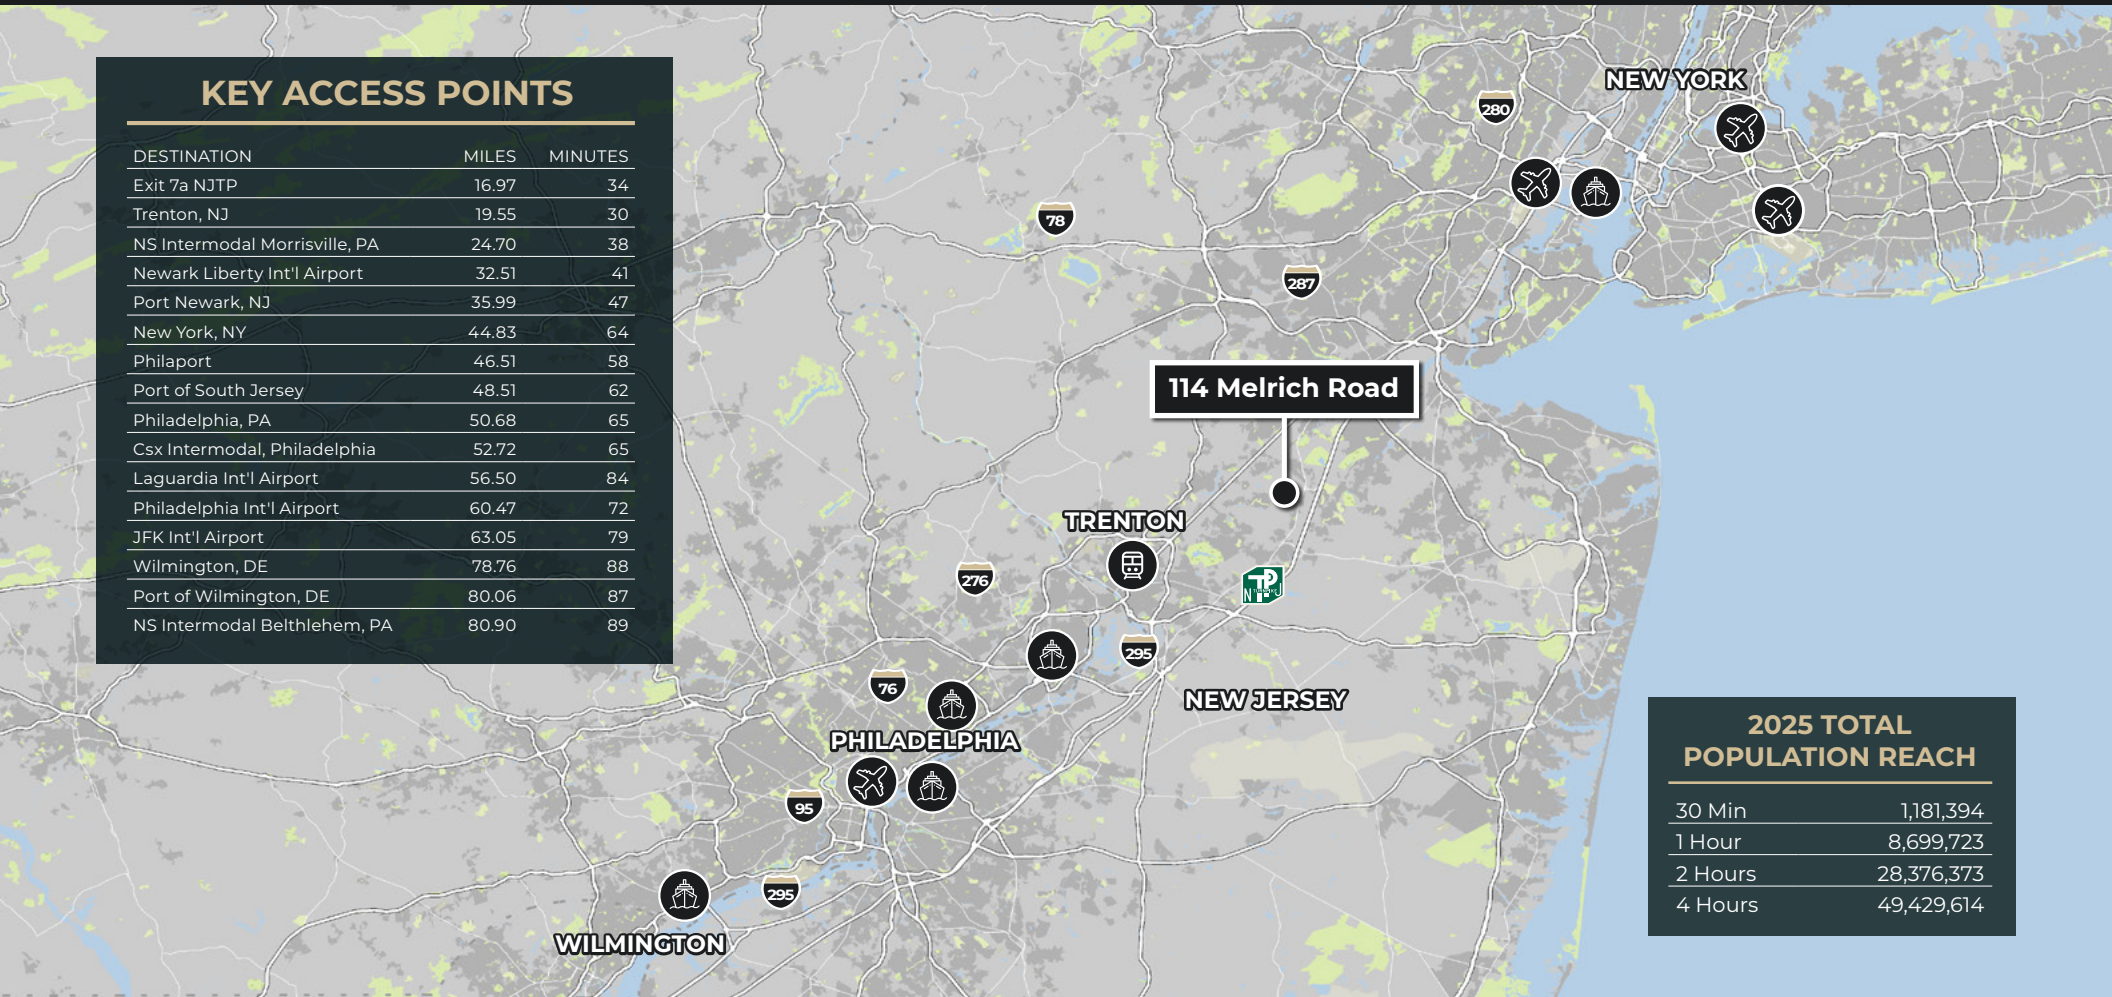 KEY ACCESS POINTS
DESTINATION MILES MINUTES
Exit 7a NJTP 16.97 34
Trenton, NJ 19.55 30
NS Intermodal Morrisville, PA 24.70 38
Newark Liberty Int'l Airport 32.51 41
Port Newark, NJ 35.99 47
New York, NY 44.83 64
Philaport 46.51 58
Port of South Jersey 48.51 62
Philadelphia, PA 50.68 65
Csx Intermodal, Philadelphia 52.72 65
Laguardia Int'l Airport 56.50 84
Philadelphia Int'l Airport 60.47 72
JFK Int'l Airport 63.05 79
Wilmington, DE 78.76 88
Port of Wilmington, DE 80.06 87
NS Intermodal Belthlehem, PA 80.90 89
NEW YORK
280
78
287
114 Melrich Road
TRENTON
276
NJ TP
295
76
NEW JERSEY
PHILADELPHIA
95
295
WILMINGTON
2025 TOTAL
POPULATION REACH
30 Min 1,181,394
1 Hour 8,699,723
2 Hours 28,376,373
4 Hours 49,429,614